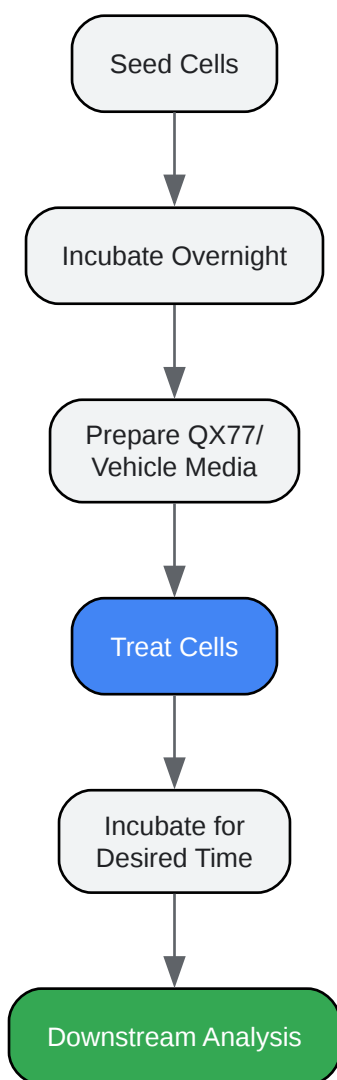 Seed Cells
Incubate Overnight
Prepare QX77/
Vehicle Media
Treat Cells
Incubate for
Desired Time
Downstream Analysis